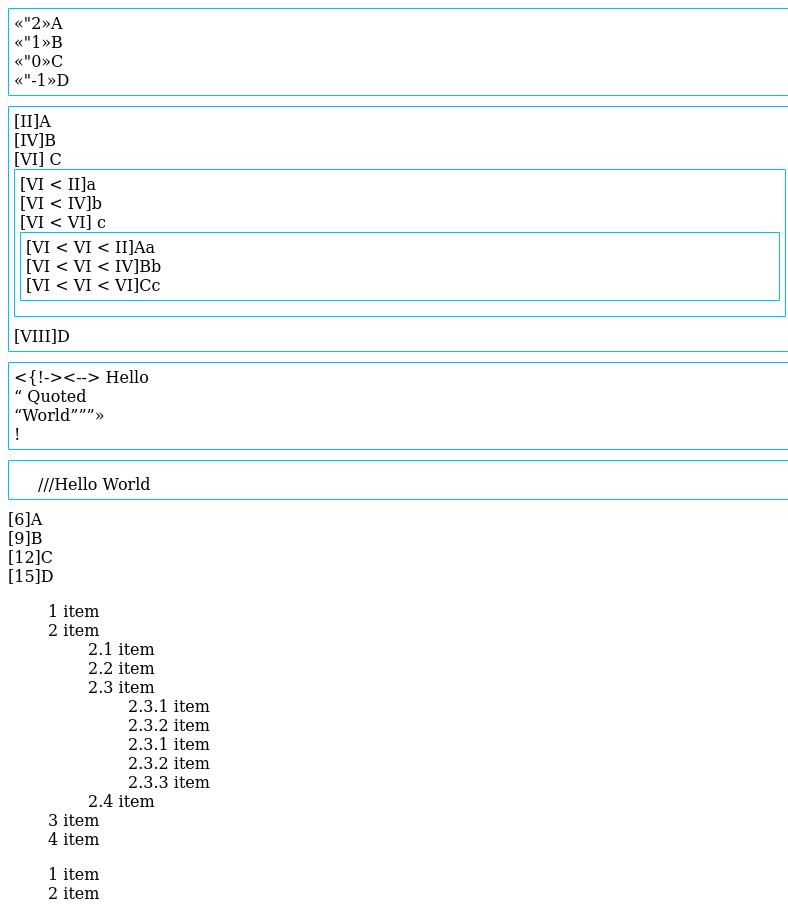 «"2»A
«"1»B
«"0»C
«"-1»D
[II]A
[IV]B
[VI] C
[VI < II]a
[VI < IV]b
[VI < VI] c
[VI < VI < II]Aa
[VI < VI < IV]Bb
[VI < VI < VI]Cc
[VIII]D
<{!-><--> Hello
“ Quoted
“World”””»
!
///Hello World
[6]A
[9]B
[12]C
[15]D
1 item
2 item
2.1 item
2.2 item
2.3 item
2.3.1 item
2.3.2 item
2.3.1 item
2.3.2 item
2.3.3 item
2.4 item
3 item
4 item
1 item
2 item